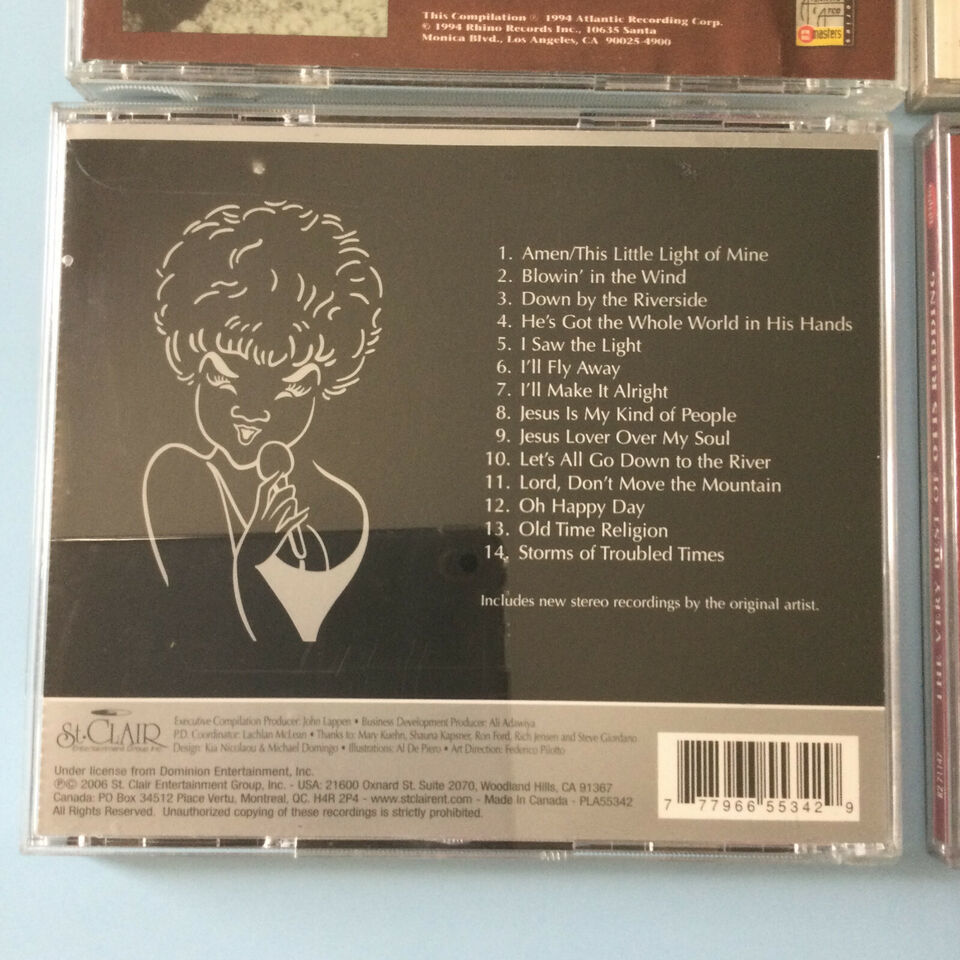 This Compilation ℗ 1994 Atlantic Recording Corp.
© 1994 Rhino Records Inc., 10635 Santa
Monica Blvd., Los Angeles, CA 90025-4900
masters
1. Amen/This Little Light of Mine
2. Blowin' in the Wind
3. Down by the Riverside
4. He's Got the Whole World in His Hands
5. I Saw the Light
6. I'll Fly Away
7. I'll Make It Alright
8. Jesus Is My Kind of People
9. Jesus Lover Over My Soul
10. Let's All Go Down to the River
11. Lord, Don't Move the Mountain
12. Oh Happy Day
13. Old Time Religion
14. Storms of Troubled Times
Includes new stereo recordings by the original artist.
St. CLAIR
Entertainment Group Inc.
Executive Compilation Producer: John Lappen • Business Development Producer: Ali Adawiya
P.D. Coordinator: Lachlan McLean • Thanks to: Mary Kuehn, Shauna Kapsner, Ron Ford, Rich Jensen and Steve Giordano
Design: Kia Nicolaou & Michael Domingo • Illustrations: Al De Piero • Art Direction: Federico Pilotto
Under license from Dominion Entertainment, Inc.
℗© 2006 St. Clair Entertainment Group, Inc. - USA: 21600 Oxnard St. Suite 2070, Woodland Hills, CA 91367
Canada: PO Box 34512 Place Vertu, Montreal, QC. H4R 2P4 - www.stclairent.com - Made In Canada - PLA55342
All Rights Reserved. Unauthorized copying of these recordings is strictly prohibited.
7 77966 55342 9
THE VERY BEST OF OTIS REDDING
R2 71147